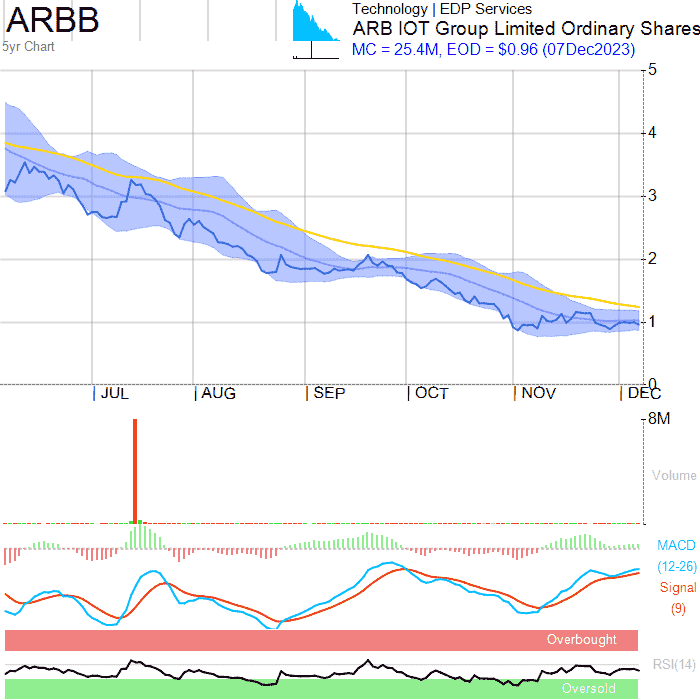 ARBB
5yr Chart
Technology | EDP Services
ARB IOT Group Limited Ordinary Shares
MC = 25.4M, EOD = $0.96 (07Dec2023)
5
4
3
2
1
0
JUL AUG SEP OCT NOV DEC
8M
Volume
MACD
(12-26)
Signal
(9)
Overbought
RSI(14)
Oversold